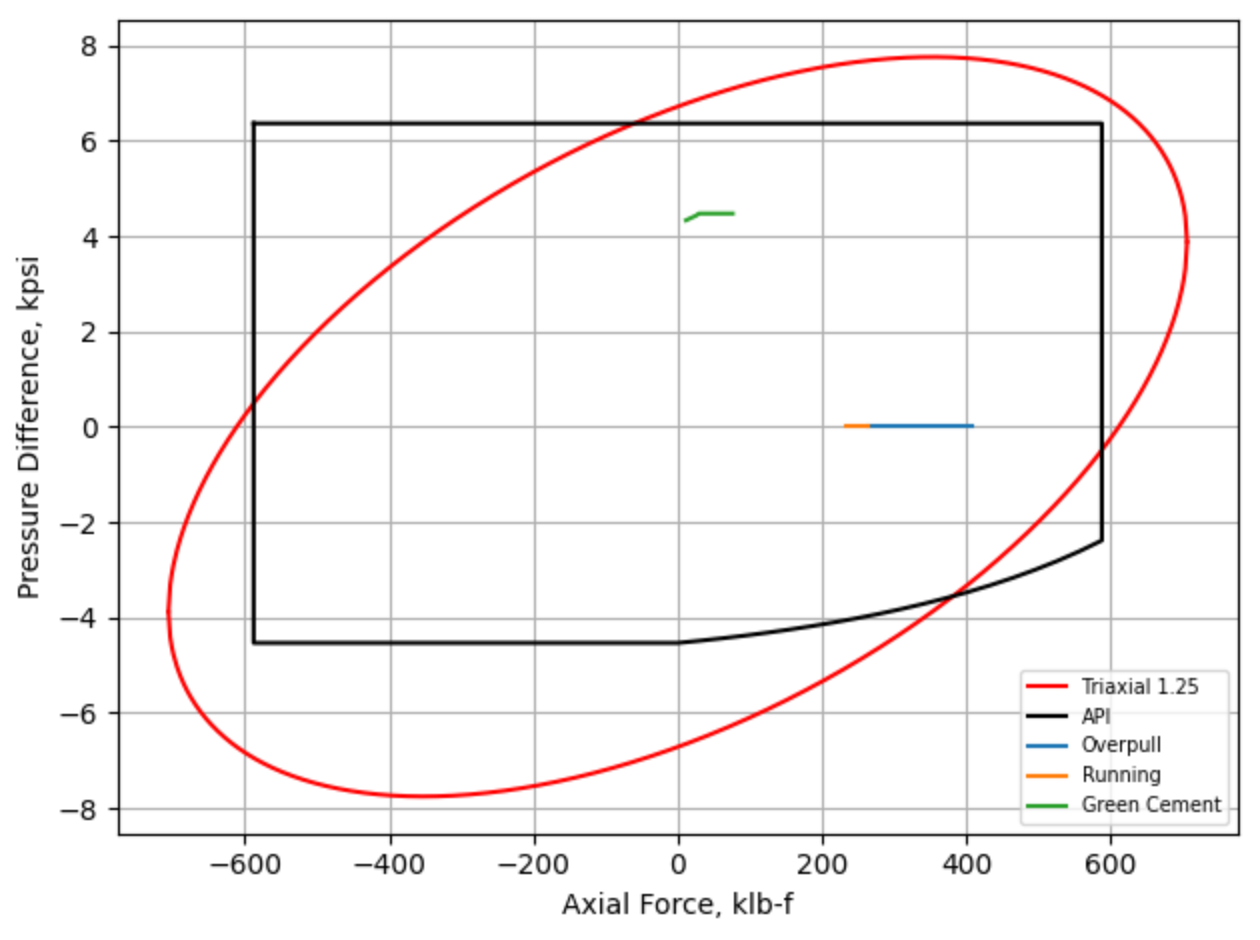 8
6
4
2
0
−2
−4
−6
−8
Pressure Difference, kpsi
Triaxial 1.25
API
Overpull
Running
Green Cement
−600 −400 −200 0 200 400 600
Axial Force, klb-f